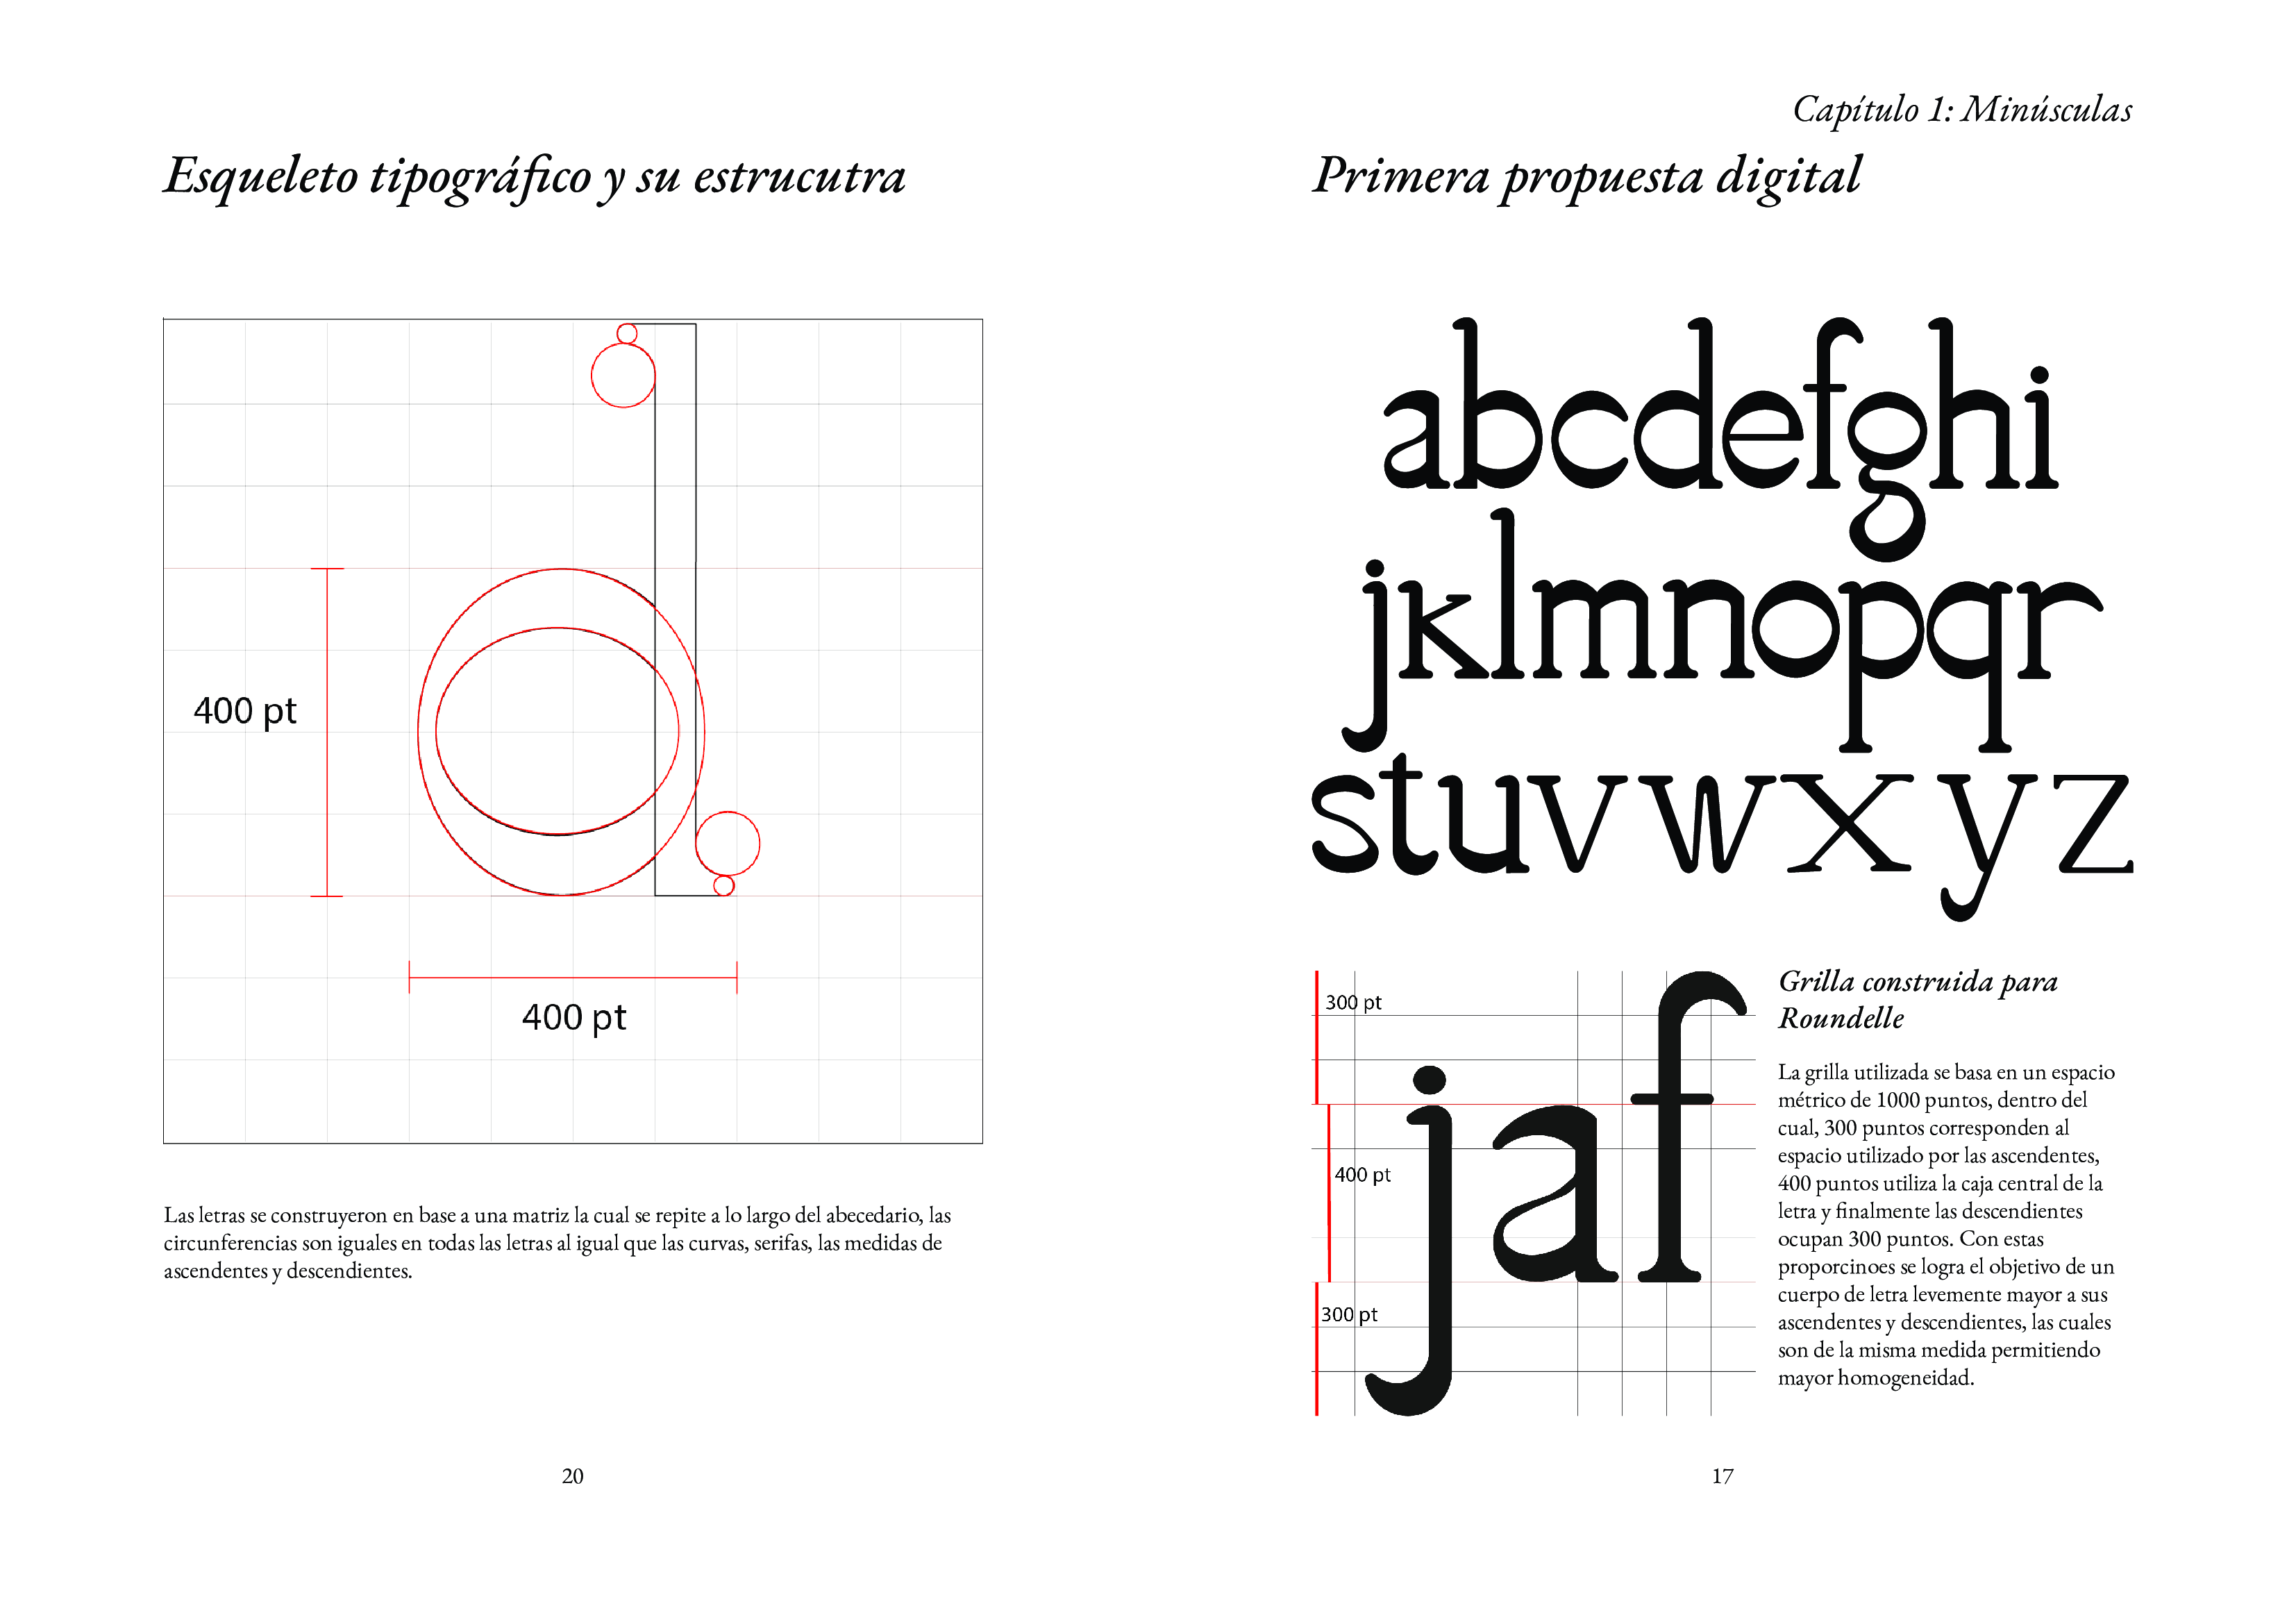 Esqueleto tipográfico y su estrucutra
400 pt
400 pt
Las letras se construyeron en base a una matriz la cual se repite a lo largo del abecedario, las
circunferencias son iguales en todas las letras al igual que las curvas, serifas, las medidas de
ascendentes y descendientes.
20
Capítulo 1: Minúsculas
Primera propuesta digital
abcdefghi
jklmnopqr
stuvwxyz
300 pt
400 pt
300 pt
jaf
Grilla construida para
Roundelle
La grilla utilizada se basa en un espacio
métrico de 1000 puntos, dentro del
cual, 300 puntos corresponden al
espacio utilizado por las ascendentes,
400 puntos utiliza la caja central de la
letra y finalmente las descendientes
ocupan 300 puntos. Con estas
proporcinoes se logra el objetivo de un
cuerpo de letra levemente mayor a sus
ascendentes y descendientes, las cuales
son de la misma medida permitiendo
mayor homogeneidad.
17